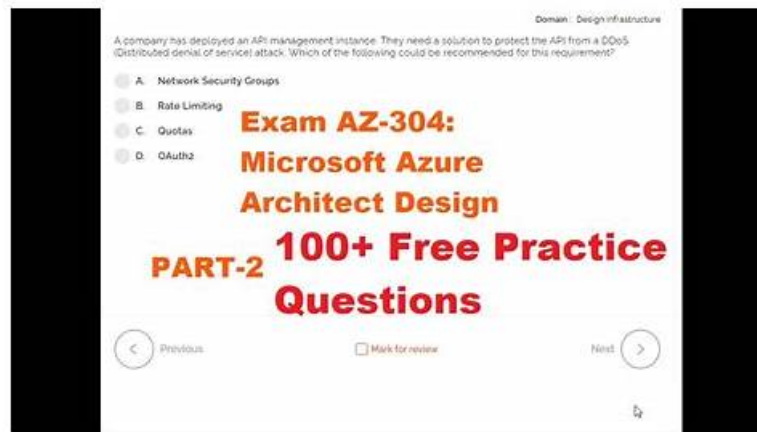 Domain : Design infrastructure
A company has deployed an API management instance. They need a solution to protect the API from a DDoS
(Distributed denial of service) attack. Which of the following could be recommended for this requirement?
A. Network Security Groups
B. Rate Limiting
C. Quotas
D. OAuth2
Exam AZ-304:
Microsoft Azure
Architect Design
PART-2 100+ Free Practice
Questions
Previous Mark for review Next